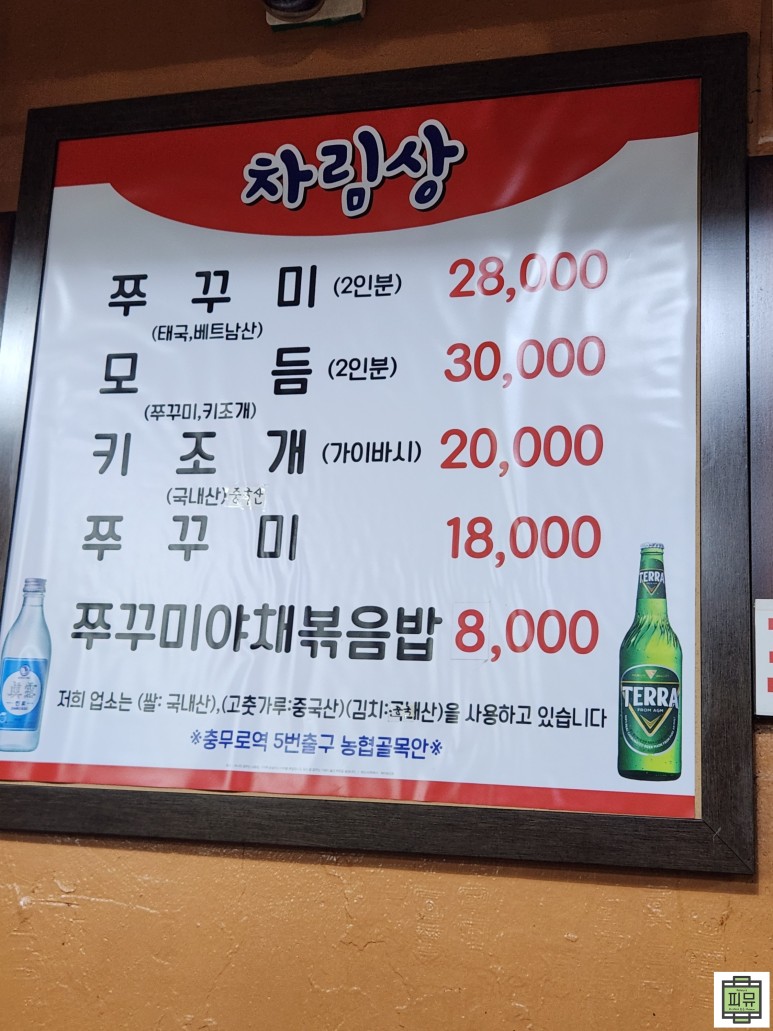 차림상
쭈 꾸 미 (2인분) 28,000
(태국,베트남산)
모 듬 (2인분) 30,000
(쭈꾸미,키조개)
키 조 개 (가이바시) 20,000
(국내산)중국산
쭈 꾸 미 18,000
쭈꾸미야채볶음밥 8,000
저희 업소는 (쌀: 국내산),(고춧가루:중국산)(김치: 을 사용하고 있습니다
※충무로역 5번출구 농협골목안※
TERRA
TERRA
피뮤